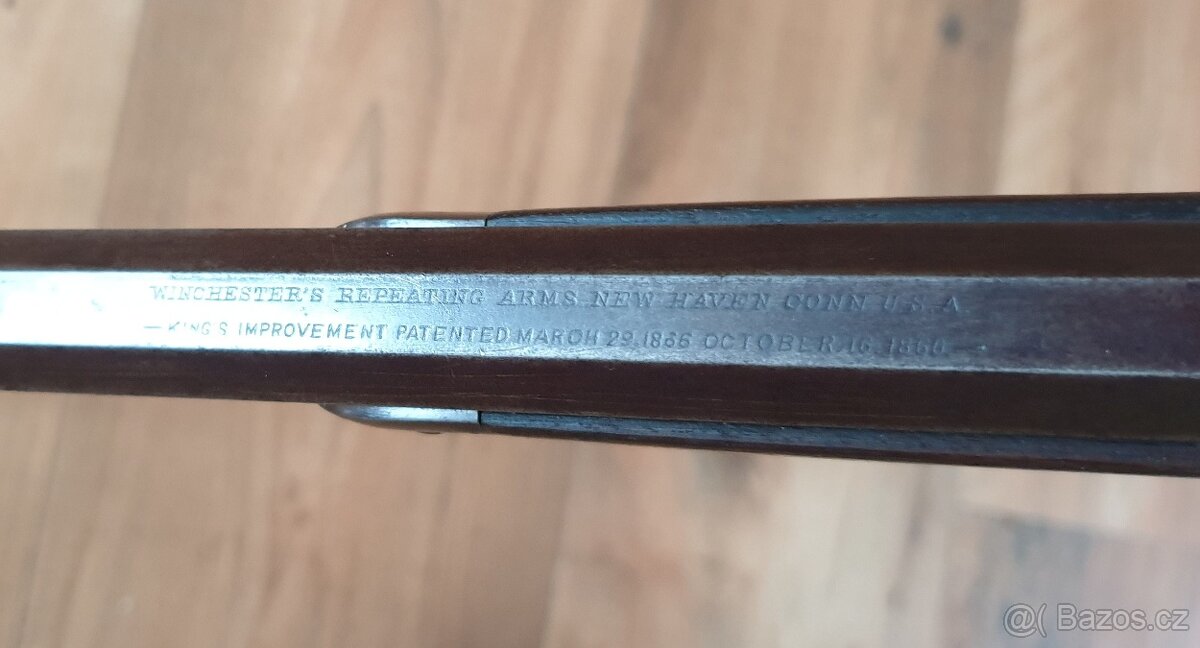 WINCHESTER'S REPEATING ARMS. NEW HAVEN CONN U.S.A.
— KING'S IMPROVEMENT PATENTED MARCH 29. 1866 OCTOBER. 16. 1860. —
@( Bazos.cz